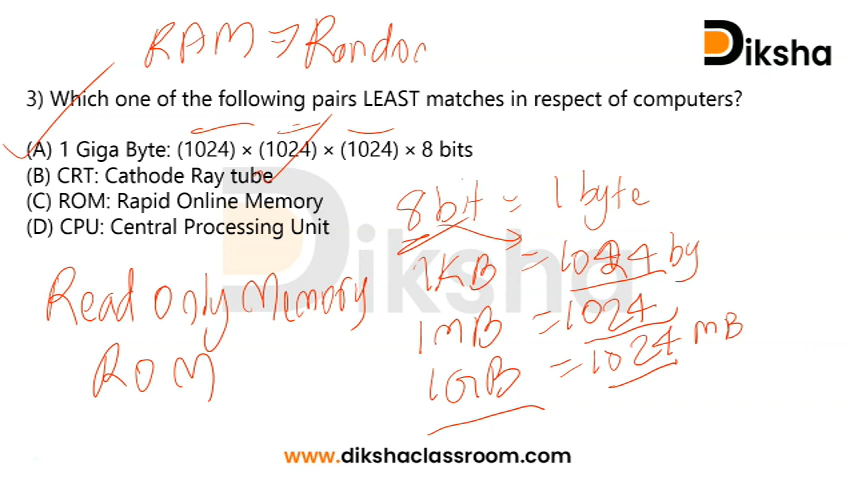 RAM ⇒ Random
Diksha
3) Which one of the following pairs LEAST matches in respect of computers?
(A) 1 Giga Byte: (1024) × (1024) × (1024) × 8 bits
(B) CRT: Cathode Ray tube
(C) ROM: Rapid Online Memory
(D) CPU: Central Processing Unit
8 bit = 1 byte
1KB = 1024 by
1MB = 1024
1GB = 1024 MB
Read Only Memory
ROM
Diksha
www.dikshaclassroom.com